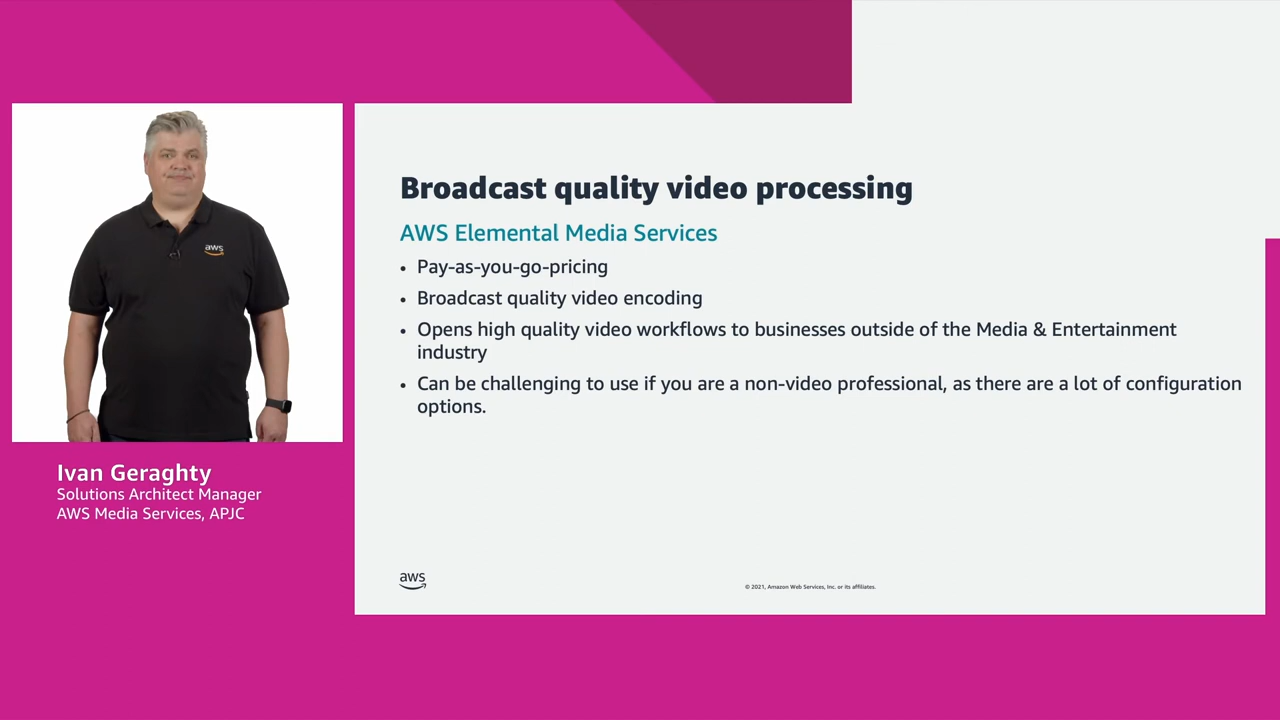 aws
Ivan Geraghty
Solutions Architect Manager
AWS Media Services, APJC
Broadcast quality video processing
AWS Elemental Media Services
• Pay-as-you-go-pricing
• Broadcast quality video encoding
• Opens high quality video workflows to businesses outside of the Media & Entertainment
industry
• Can be challenging to use if you are a non-video professional, as there are a lot of configuration
options.
aws
© 2021, Amazon Web Services, Inc. or its affiliates.